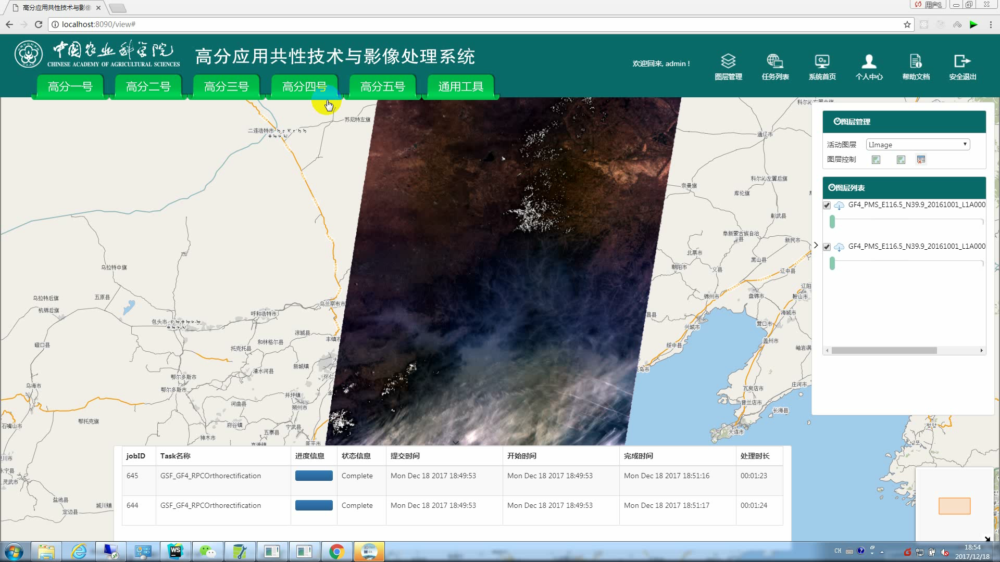 高分应用共性技术与影像
用户1
localhost:8090/view#
中国农业科学院
CHINESE ACADEMY OF AGRICULTURAL SCIENCES
高分应用共性技术与影像处理系统
欢迎回来, admin !
图层管理
任务列表
系统首页
个人中心
帮助文档
安全退出
高分一号
高分二号
高分三号
高分四号
高分五号
通用工具
苏尼特左旗
二连浩特市
通辽市
科尔沁左翼后旗
奈曼旗
库伦旗
彰武县
阜新蒙古族自治县
新民市
北票市
黑山县
朝阳市
义县
辽中县
辽阳
锦州市
盘锦市
鞍山市
海城市
昌县
兴城市
营口市
盖州市
绥中县
岫岩满
瓦房店市
庄河市
普兰店市
长海县
大连市
乌拉特中旗
乌拉特后旗
五原县
杭锦后旗
乌兰察布市
呼和浩特市
包头市
凉城县
丰镇市
和林格尔县
磴口县
托克托县
新城镇
清水河县
怀仁
鄂尔多斯市
鄂尔多斯市
乌海市
井坪镇
朔州市
河曲县
鄂托克旗
石嘴山市
府谷镇
五寨县
宁武县
神木市
原平市
灵武市
盐池县
城川镇
定边县
图层管理
活动图层 LImage
图层控制
图层列表
GF4_PMS_E116.5_N39.9_20161001_L1A000
GF4_PMS_E116.5_N39.9_20161001_L1A000
jobID Task名称 进度信息 状态信息 提交时间 开始时间 完成时间 处理时长
645 GSF_GF4_RPCOrthorectification Complete Mon Dec 18 2017 18:49:53 Mon Dec 18 2017 18:49:53 Mon Dec 18 2017 18:51:16 00:01:23
644 GSF_GF4_RPCOrthorectification Complete Mon Dec 18 2017 18:49:53 Mon Dec 18 2017 18:49:53 Mon Dec 18 2017 18:51:17 00:01:24
WS
CH
18:54
2017/12/18